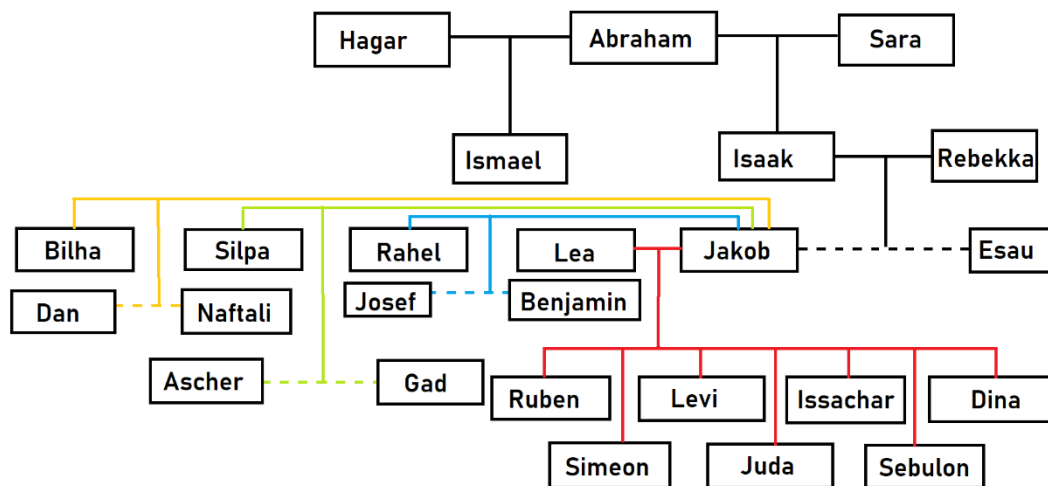 Hagar
Abraham
Sara
Ismael
Isaak
Rebekka
Bilha
Silpa
Rahel
Lea
Jakob
Esau
Dan
Naftali
Josef
Benjamin
Ascher
Gad
Ruben
Levi
Issachar
Dina
Simeon
Juda
Sebulon